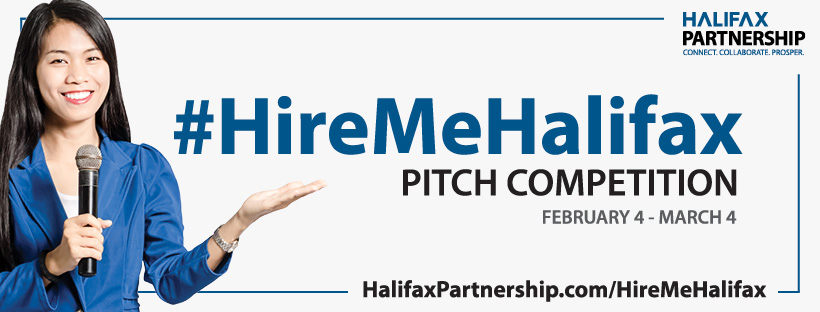 HALIFAX
PARTNERSHIP
CONNECT. COLLABORATE. PROSPER.
#HireMeHalifax
PITCH COMPETITION
FEBRUARY 4 - MARCH 4
HalifaxPartnership.com/HireMeHalifax